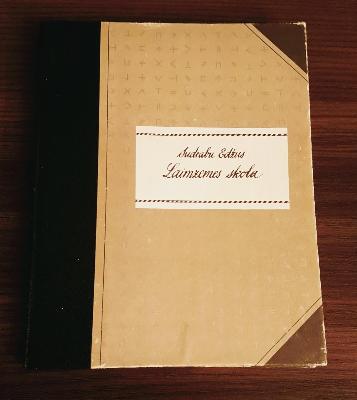 Sudrabu Edžus
Laimzemes skola